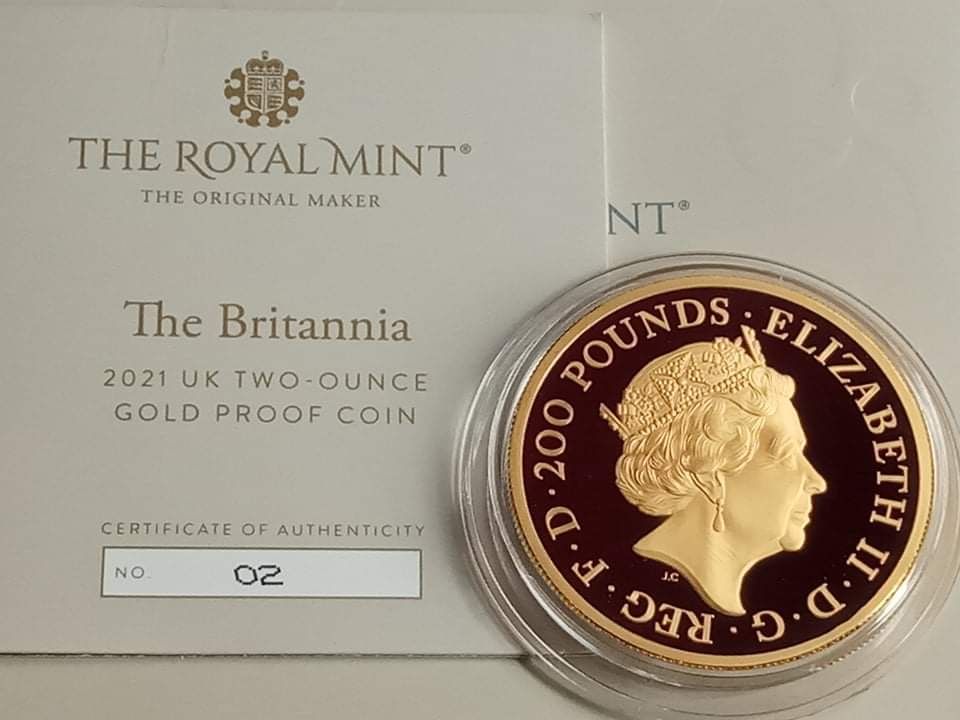 THE ROYAL MINT®
THE ORIGINAL MAKER
The Britannia
2021 UK TWO-OUNCE
GOLD PROOF COIN
CERTIFICATE OF AUTHENTICITY
NO. 02
NT®
ELIZABETH II · D · G · REG · F · D · 200 POUNDS ·
J.C